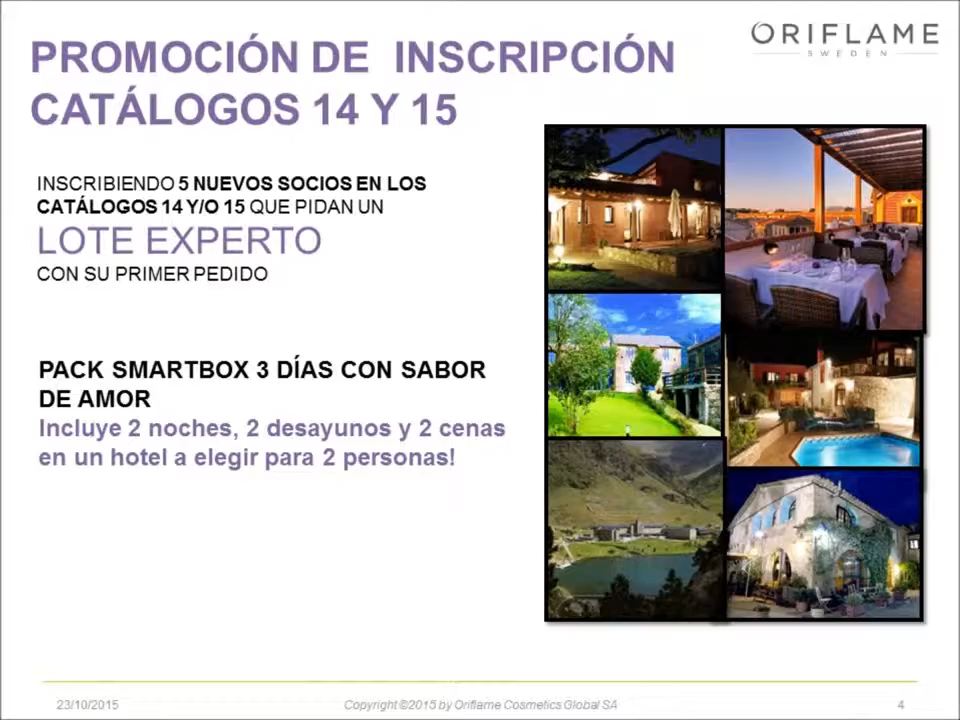 PROMOCIÓN DE INSCRIPCIÓN
CATÁLOGOS 14 Y 15
ORIFLAME
SWEDEN
INSCRIBIENDO 5 NUEVOS SOCIOS EN LOS
CATÁLOGOS 14 Y/O 15 QUE PIDAN UN
LOTE EXPERTO
CON SU PRIMER PEDIDO
PACK SMARTBOX 3 DÍAS CON SABOR
DE AMOR
Incluye 2 noches, 2 desayunos y 2 cenas
en un hotel a elegir para 2 personas!
23/10/2015
Copyright ©2015 by Oriflame Cosmetics Global SA
4